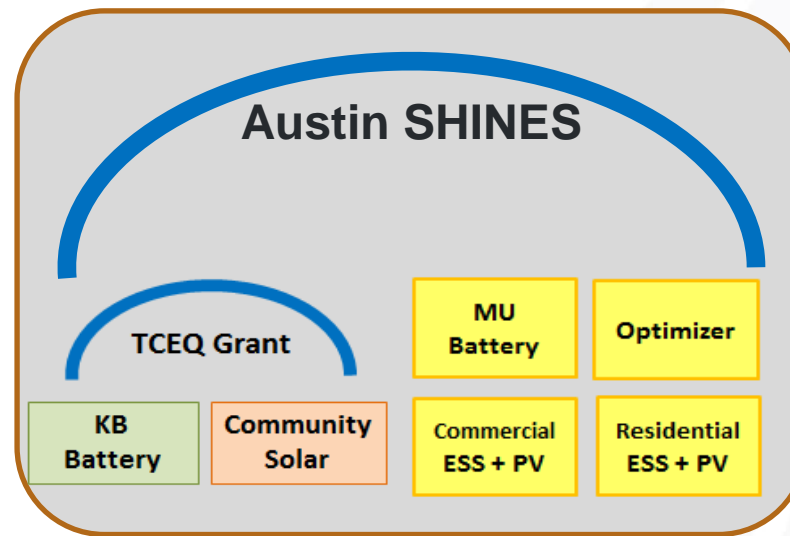 Austin SHINES
TCEQ Grant
KB
Battery
Community
Solar
MU
Battery
Optimizer
Commercial
ESS + PV
Residential
ESS + PV